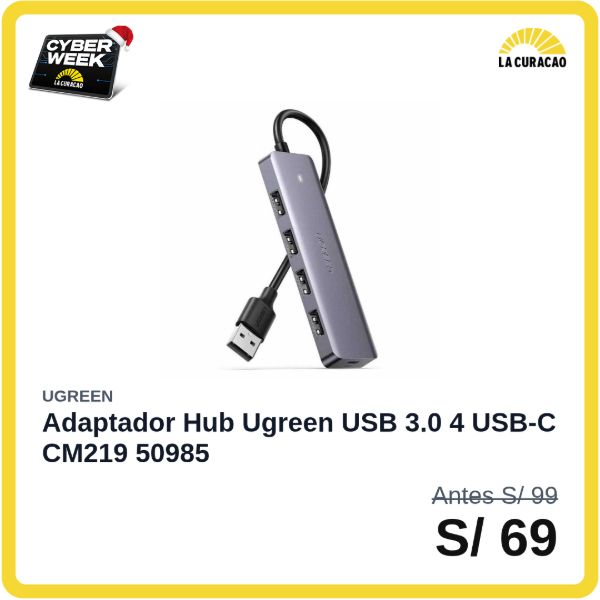 CYBER
WEEK
LA CURACAO
LA CURACAO
UGREEN
UGREEN
Adaptador Hub Ugreen USB 3.0 4 USB-C
CM219 50985
Antes S/ 99
S/ 69